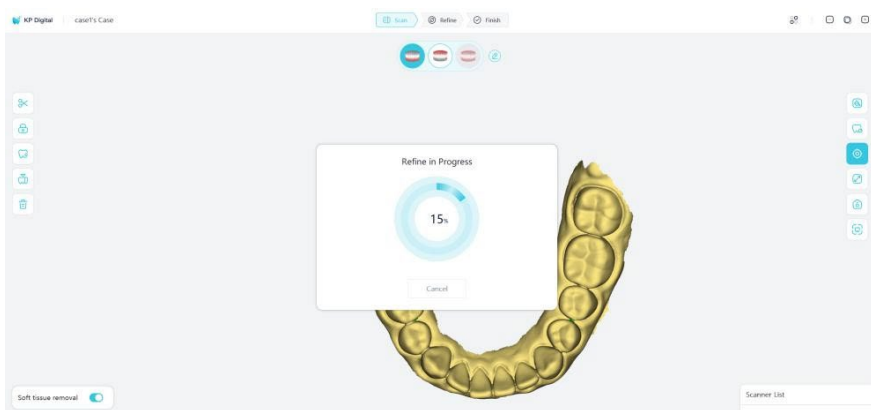 KP Digital case1's Case Scan Refine Finish
Refine in Progress
15%
Cancel
Soft tissue removal
Scanner List